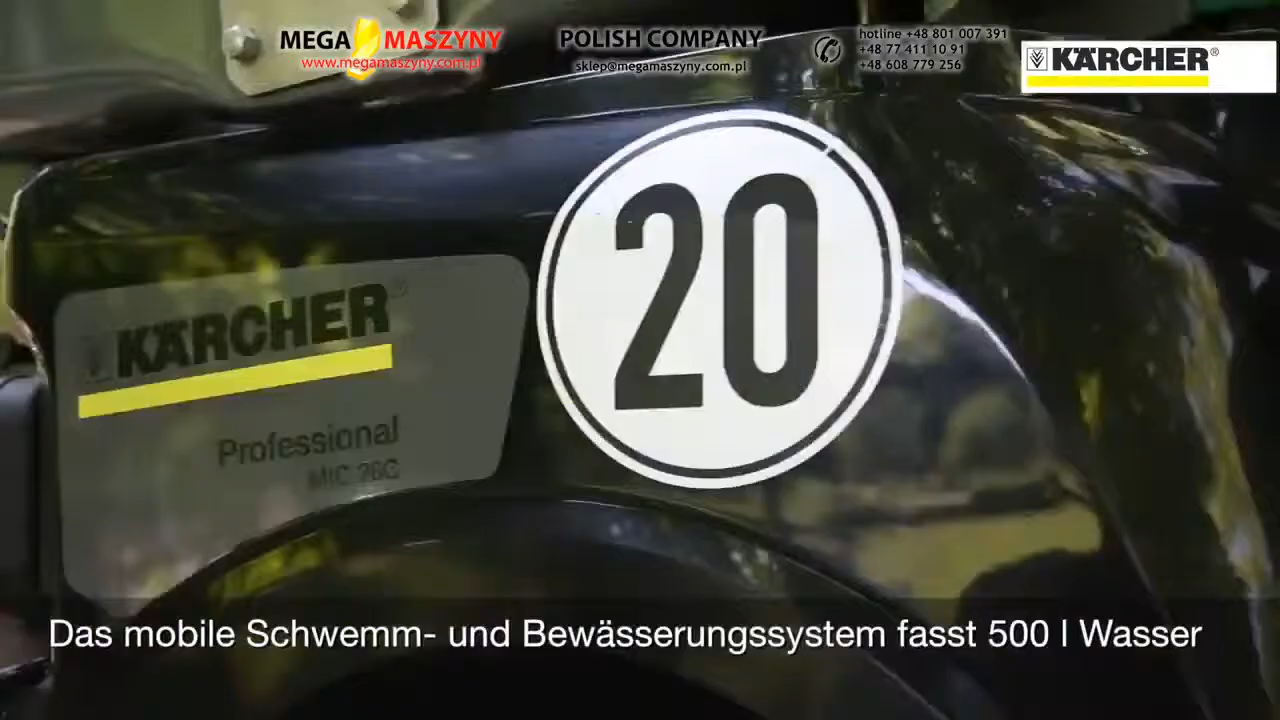 MEGA MASZYNY
www.megamaszyny.com.pl
POLISH COMPANY
sklep@megamaszyny.com.pl
hotline +48 801 007 391
+48 77 411 10 91
+48 608 779 256
KÄRCHER®
20
KÄRCHER®
Professional
MIC 26C
Das mobile Schwemm- und Bewässerungssystem fasst 500 l Wasser